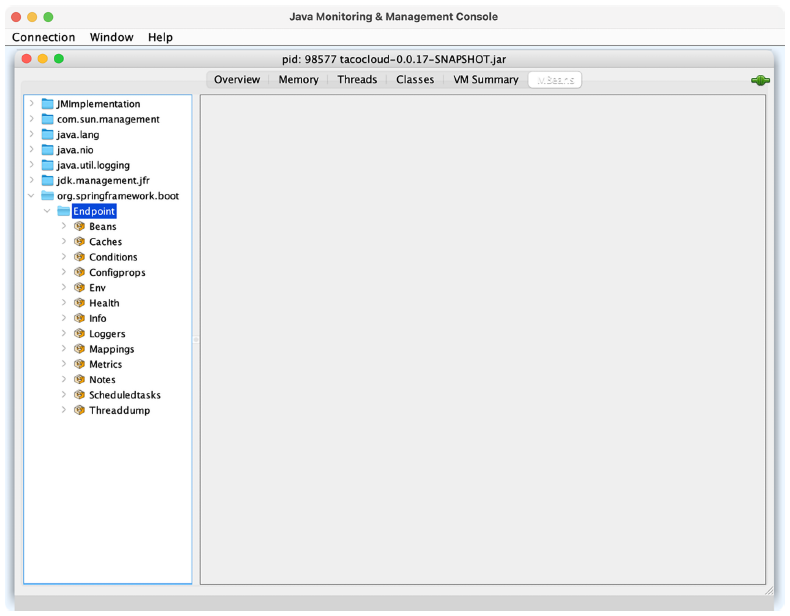 Java Monitoring & Management Console
Connection Window Help
pid: 98577 tacocloud-0.0.17-SNAPSHOT.jar
Overview Memory Threads Classes VM Summary MBeans
JMImplementation
com.sun.management
java.lang
java.nio
java.util.logging
jdk.management.jfr
org.springframework.boot
Endpoint
Beans
Caches
Conditions
Configprops
Env
Health
Info
Loggers
Mappings
Metrics
Notes
Scheduledtasks
Threaddump